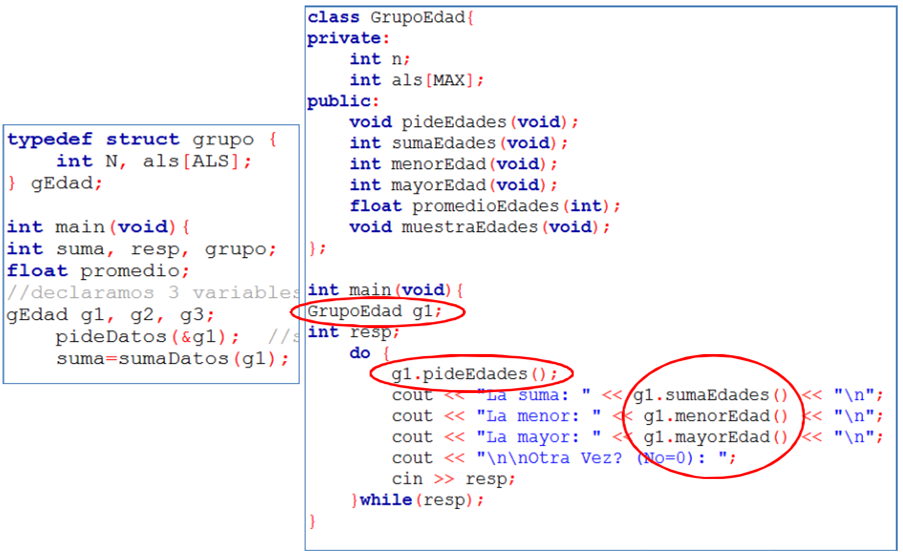 typedef struct grupo {
    int N, als[ALS];
} gEdad;

int main(void){
int suma, resp, grupo;
float promedio;
//declaramos 3 variables
gEdad g1, g2, g3;
    pideDatos(&g1);  //s
    suma=sumaDatos(g1);

class GrupoEdad{
private:
    int n;
    int als[MAX];
public:
    void pideEdades(void);
    int sumaEdades(void);
    int menorEdad(void);
    int mayorEdad(void);
    float promedioEdades(int);
    void muestraEdades(void);
};

int main(void){
GrupoEdad g1;
int resp;
    do {
        g1.pideEdades();
        cout << "La suma: " << g1.sumaEdades() << "\n";
        cout << "La menor: " << g1.menorEdad() << "\n";
        cout << "La mayor: " << g1.mayorEdad() << "\n";
        cout << "\n\nOtra Vez? (No=0): ";
        cin >> resp;
    }while(resp);
}